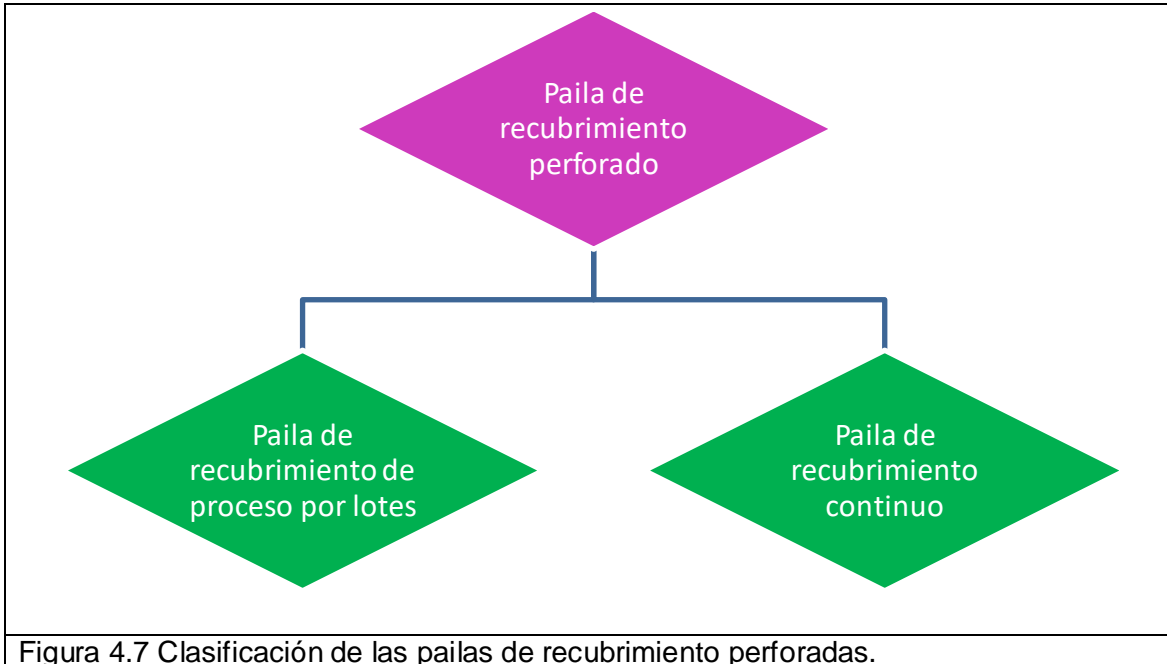 Paila de
recubrimiento
perforado
Paila de
recubrimiento de
proceso por lotes
Paila de
recubrimiento
continuo
Figura 4.7 Clasificación de las pailas de recubrimiento perforadas.